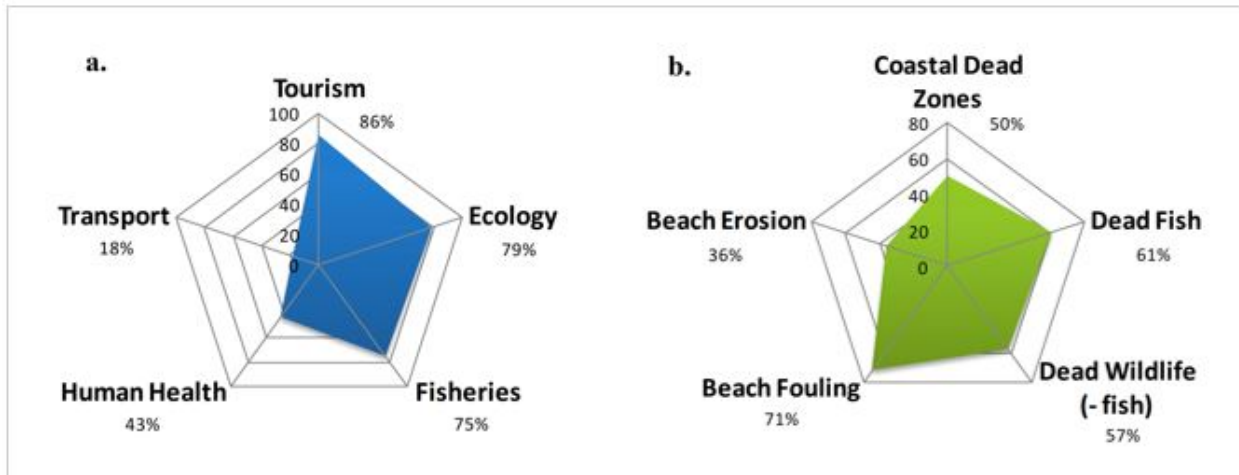 a.
Tourism
86%
100
80
60
40
20
0
Ecology
79%
Fisheries
75%
Human Health
43%
Transport
18%
b.
Coastal Dead
Zones
50%
80
60
40
20
0
Dead Fish
61%
Dead Wildlife
(- fish)
57%
Beach Fouling
71%
Beach Erosion
36%